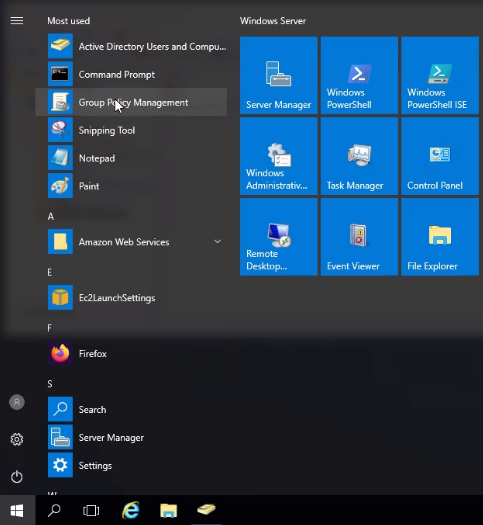 Most used
Active Directory Users and Compu...
Command Prompt
Group Policy Management
Snipping Tool
Notepad
Paint
A
Amazon Web Services
E
Ec2LaunchSettings
F
Firefox
S
Search
Server Manager
Settings
W
Windows Server
Server Manager
Windows
PowerShell
Windows
PowerShell ISE
Windows
Administrativ...
Task Manager
Control Panel
Remote
Desktop...
Event Viewer
File Explorer